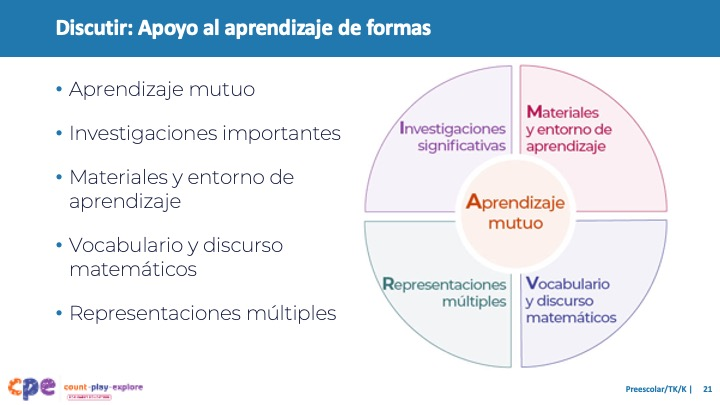 Discutir: Apoyo al aprendizaje de formas
• Aprendizaje mutuo
• Investigaciones importantes
• Materiales y entorno de
aprendizaje
• Vocabulario y discurso
matemáticos
• Representaciones múltiples
Investigaciones
significativas
Materiales
y entorno de
aprendizaje
Aprendizaje
mutuo
Representaciones
múltiples
Vocabulario
y discurso
matemáticos
cpe
count·play·explore
Preescolar/TK/K | 21